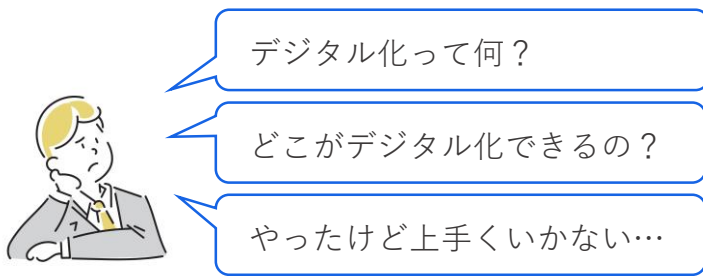 デジタル化って何？
どこがデジタル化できるの？
やったけど上手くいかない…